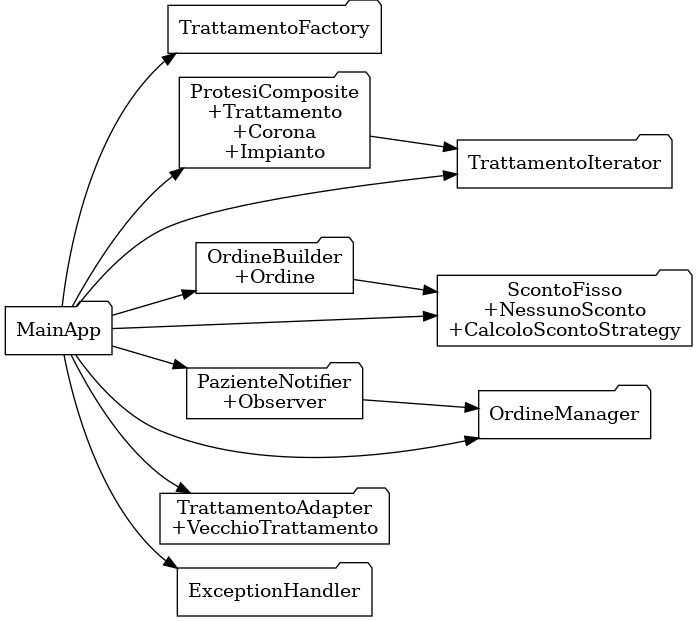 TrattamentoFactory
ProtesiComposite
+Trattamento
+Corona
+Impianto
TrattamentoIterator
OrdineBuilder
+Ordine
ScontoFisso
+NessunoSconto
+CalcoloScontoStrategy
MainApp
PazienteNotifier
+Observer
OrdineManager
TrattamentoAdapter
+VecchioTrattamento
ExceptionHandler